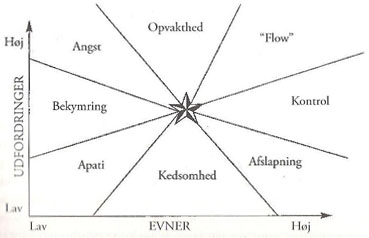 Høj
Opvakthed
"Flow"
Angst
Bekymring
Kontrol
UDFORDRINGER
Apati
Kedsomhed
Afslapning
Lav
Lav
EVNER
Høj